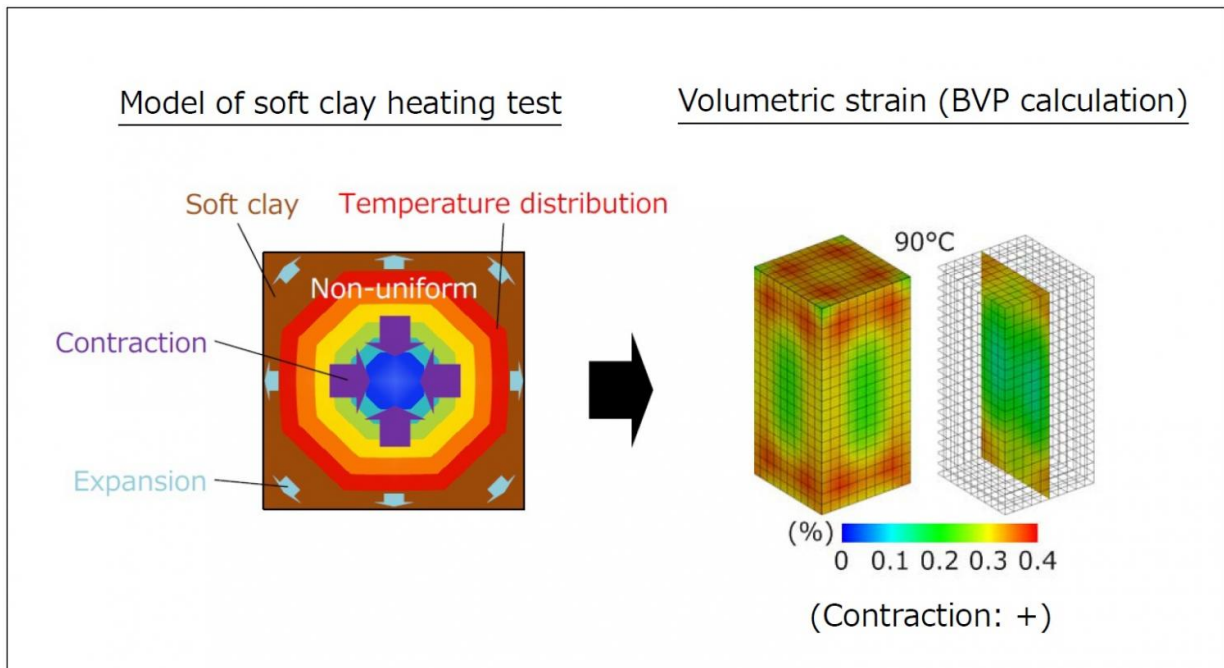 Model of soft clay heating test
Volumetric strain (BVP calculation)
Soft clay
Temperature distribution
Non-uniform
Contraction
Expansion
90°C
(%)
0 0.1 0.2 0.3 0.4
(Contraction: +)